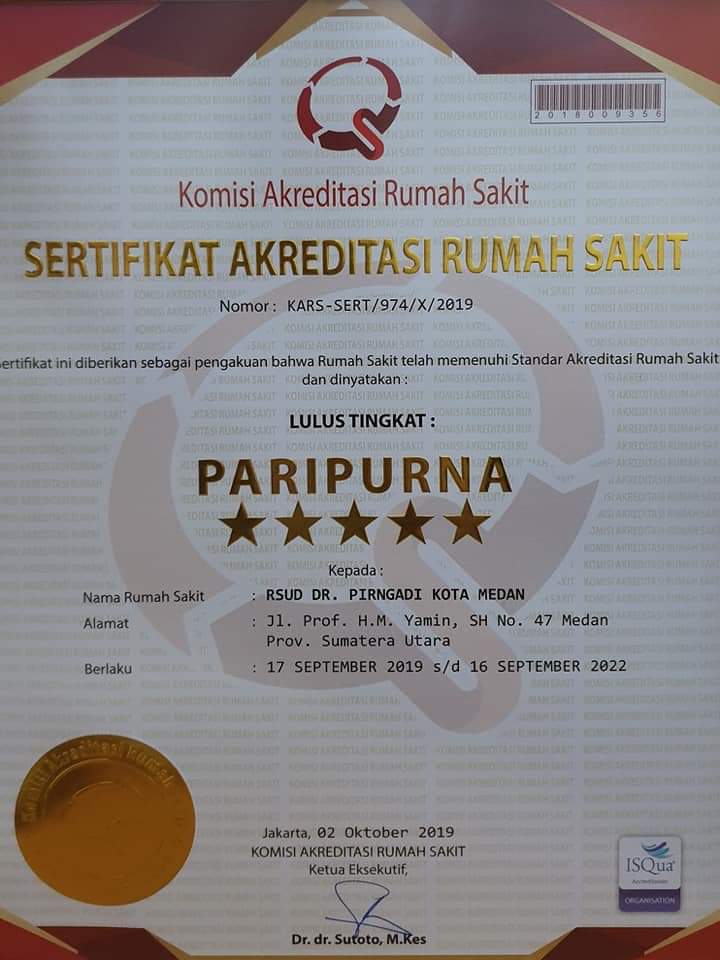 2018009356
Komisi Akreditasi Rumah Sakit
SERTIFIKAT AKREDITASI RUMAH SAKIT
Nomor : KARS-SERT/974/X/2019
ertifikat ini diberikan sebagai pengakuan bahwa Rumah Sakit telah memenuhi Standar Akreditasi Rumah Sakit
dan dinyatakan :
LULUS TINGKAT :
PARIPURNA
Kepada :
Nama Rumah Sakit : RSUD DR. PIRNGADI KOTA MEDAN
Alamat : Jl. Prof. H.M. Yamin, SH No. 47 Medan
Prov. Sumatera Utara
Berlaku : 17 SEPTEMBER 2019 s/d 16 SEPTEMBER 2022
Komisi Akreditasi Rumah
Jakarta, 02 Oktober 2019
KOMISI AKREDITASI RUMAH SAKIT
Ketua Eksekutif,
Dr. dr. Sutoto, M.Kes
ISQua
Accreditation
ORGANISATION